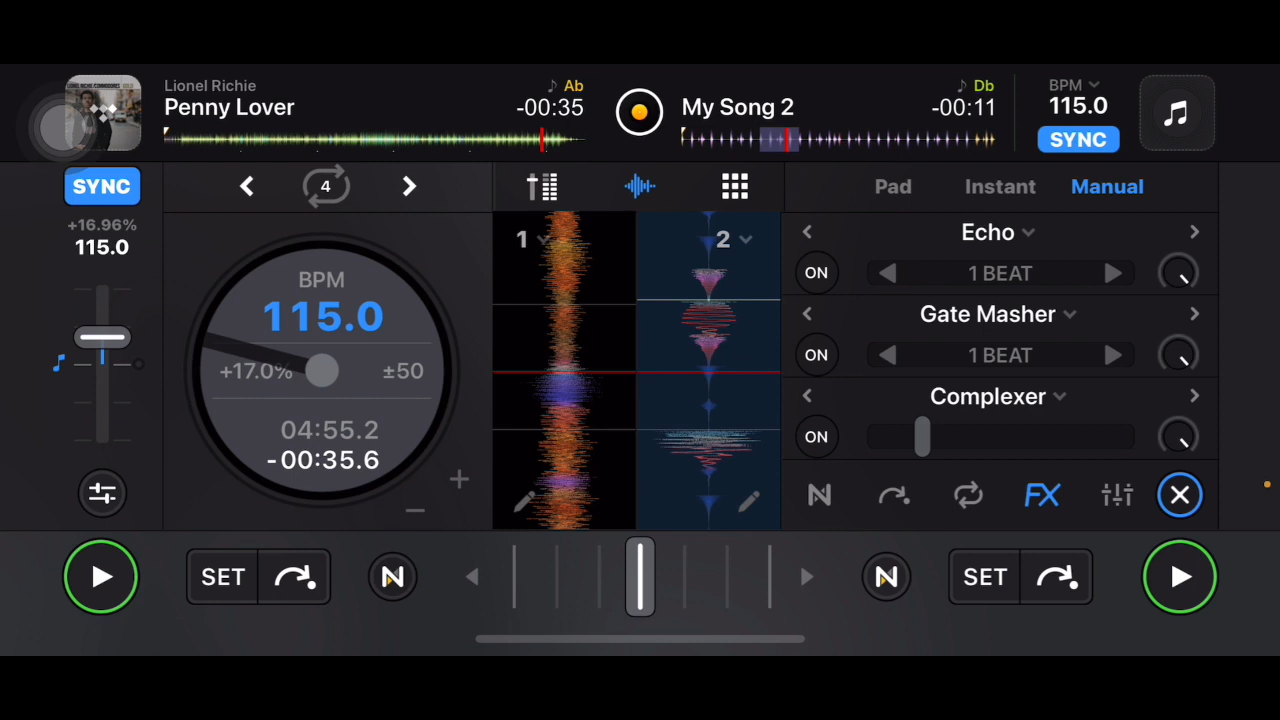 Lionel Richie
Penny Lover
Ab
-00:35
My Song 2
Db
-00:11
BPM
115.0
SYNC
SYNC
+16.96%
115.0
4
BPM
115.0
+17.0%
±50
04:55.2
-00:35.6
1
2
Pad
Instant
Manual
Echo
ON
1 BEAT
Gate Masher
ON
1 BEAT
Complexer
ON
FX
SET
SET